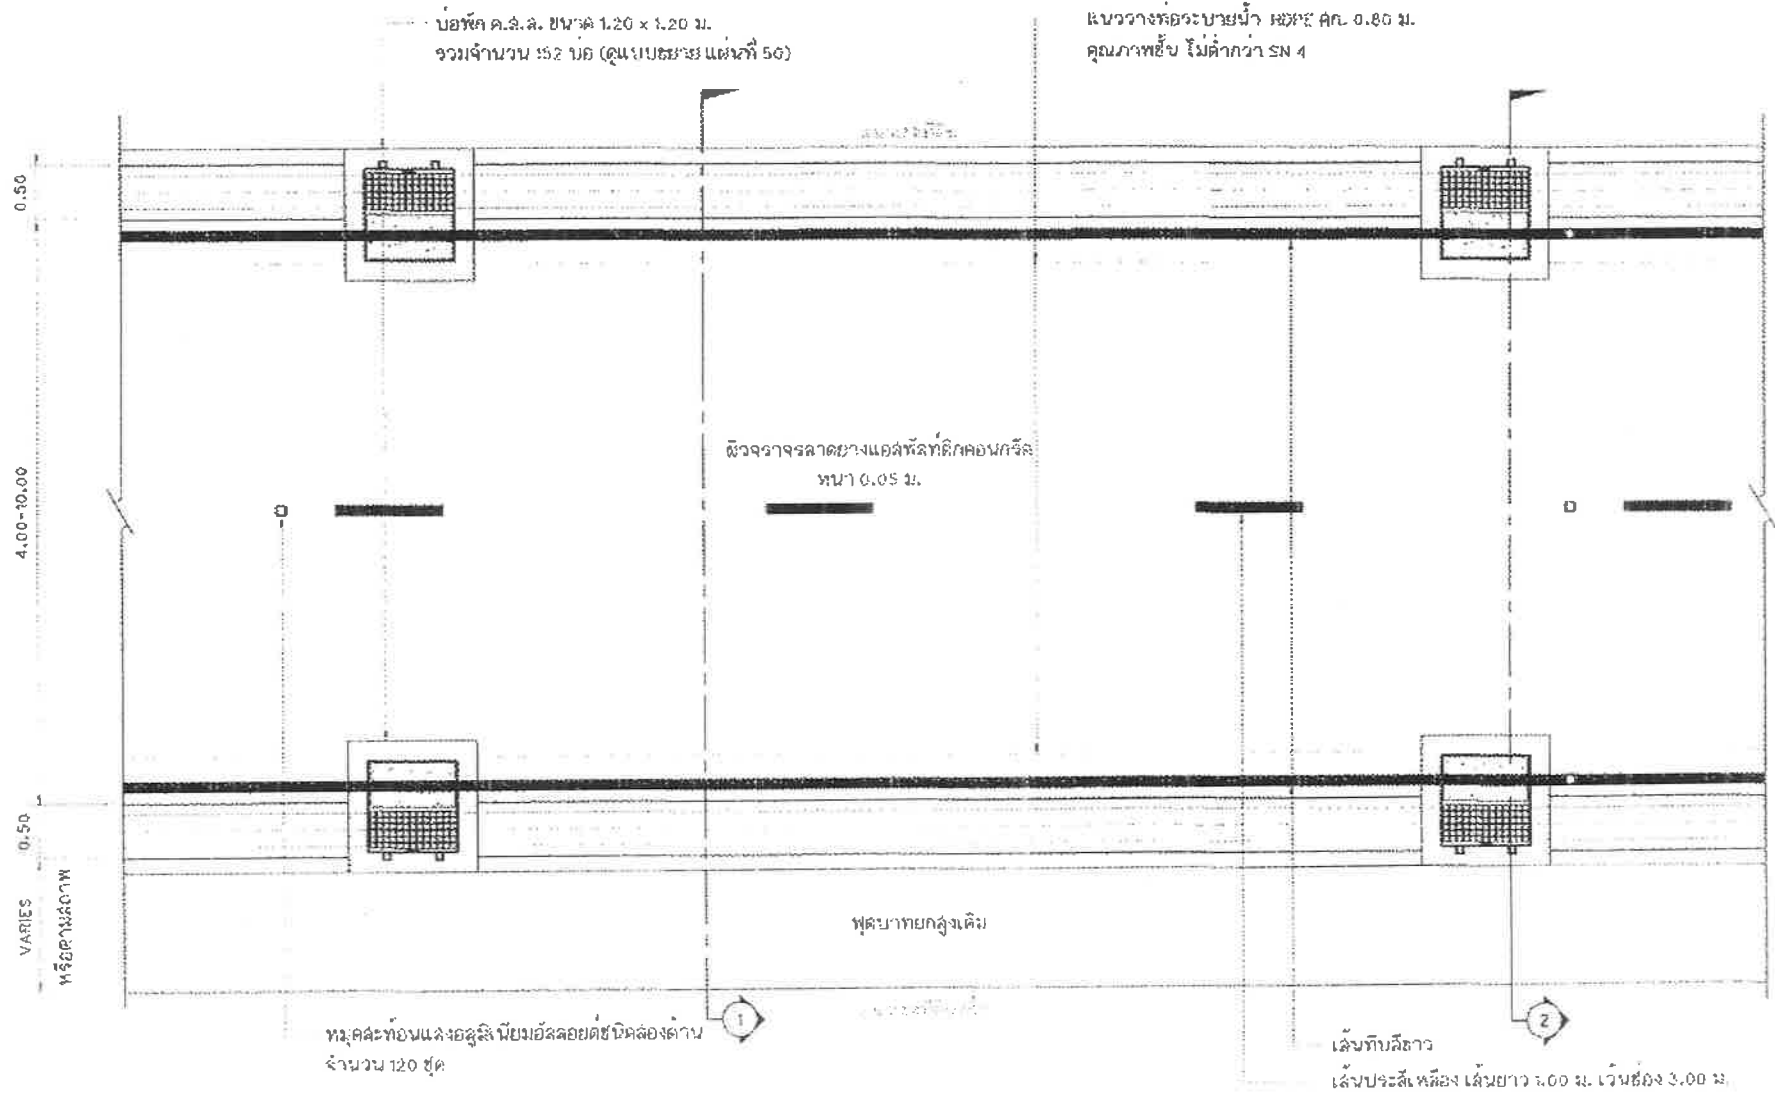 บ่อพัก ค.ส.ล. ขนาด 1.20 x 1.20 ม.
รวมจำนวน 152 บ่อ (ดูแบบขยาย แผ่นที่ 50)
แนววางท่อระบายน้ำ HDPE ศก. 0.80 ม.
คุณภาพชั้น ไม่ต่ำกว่า SN 4
0.50
4.00-10.00
ผิวจราจรลาดยางแอสฟัลท์ติกคอนกรีต
หนา 0.05 ม.
0.50
VARIES
หรือตามสภาพ
ฟุตบาทยกสูงเดิม
1
2
หมุดสะท้อนแสงอลูมิเนียมอัลลอยด์ชนิดสองด้าน
จำนวน 120 ชุด
เส้นทึบสีขาว
เส้นประสีเหลือง เส้นยาว 1.00 ม. เว้นช่อง 3.00 ม.